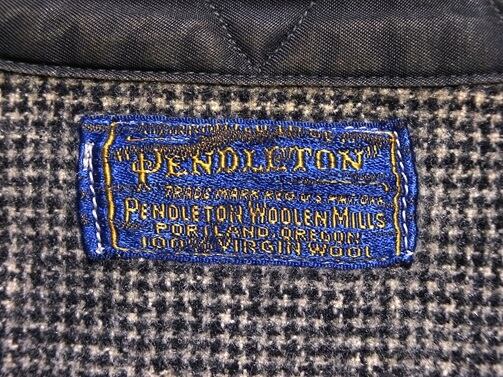 "PENDLETON"
TRADE MARK REG U.S. PAT. OFF.
PENDLETON WOOLEN MILLS
PORTLAND, OREGON
100% VIRGIN WOOL